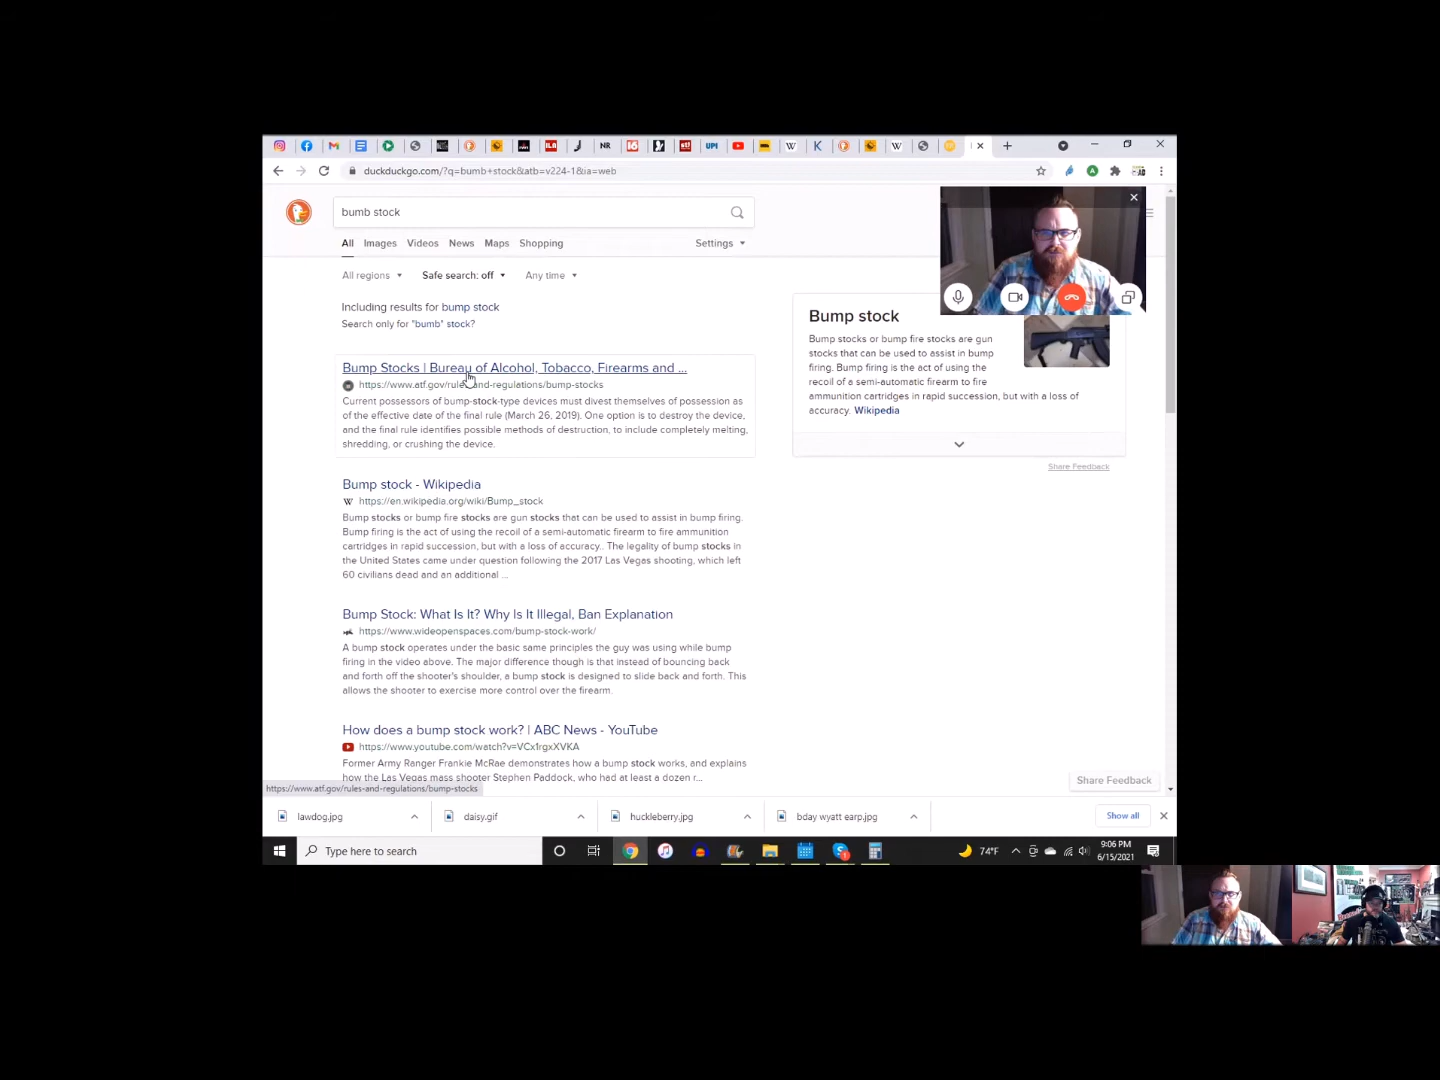 NR
UPI
W
K
W
duckduckgo.com/?q=bumb+stock&atb=v224-1&ia=web
bumb stock
All Images Videos News Maps Shopping Settings
All regions Safe search: off Any time
Including results for bump stock
Search only for "bumb" stock?
Bump Stocks | Bureau of Alcohol, Tobacco, Firearms and ...
https://www.atf.gov/rules-and-regulations/bump-stocks
Current possessors of bump-stock-type devices must divest themselves of possession as
of the effective date of the final rule (March 26, 2019). One option is to destroy the device,
and the final rule identifies possible methods of destruction, to include completely melting,
shredding, or crushing the device.
Bump stock
Bump stocks or bump fire stocks are gun
stocks that can be used to assist in bump
firing. Bump firing is the act of using the
recoil of a semi-automatic firearm to fire
ammunition cartridges in rapid succession, but with a loss of
accuracy. Wikipedia
Share Feedback
Bump stock - Wikipedia
W https://en.wikipedia.org/wiki/Bump_stock
Bump stocks or bump fire stocks are gun stocks that can be used to assist in bump firing.
Bump firing is the act of using the recoil of a semi-automatic firearm to fire ammunition
cartridges in rapid succession, but with a loss of accuracy.. The legality of bump stocks in
the United States came under question following the 2017 Las Vegas shooting, which left
60 civilians dead and an additional ...
Bump Stock: What Is It? Why Is It Illegal, Ban Explanation
https://www.wideopenspaces.com/bump-stock-work/
A bump stock operates under the basic same principles the guy was using while bump
firing in the video above. The major difference though is that instead of bouncing back
and forth off the shooter's shoulder, a bump stock is designed to slide back and forth. This
allows the shooter to exercise more control over the firearm.
How does a bump stock work? | ABC News - YouTube
https://www.youtube.com/watch?v=VCx1rgxXVKA
Former Army Ranger Frankie McRae demonstrates how a bump stock works, and explains
how the Las Vegas mass shooter Stephen Paddock, who had at least a dozen r...
Share Feedback
https://www.atf.gov/rules-and-regulations/bump-stocks
lawdog.jpg daisy.gif huckleberry.jpg bday wyatt earp.jpg Show all
Type here to search
74°F
9:06 PM
6/15/2021